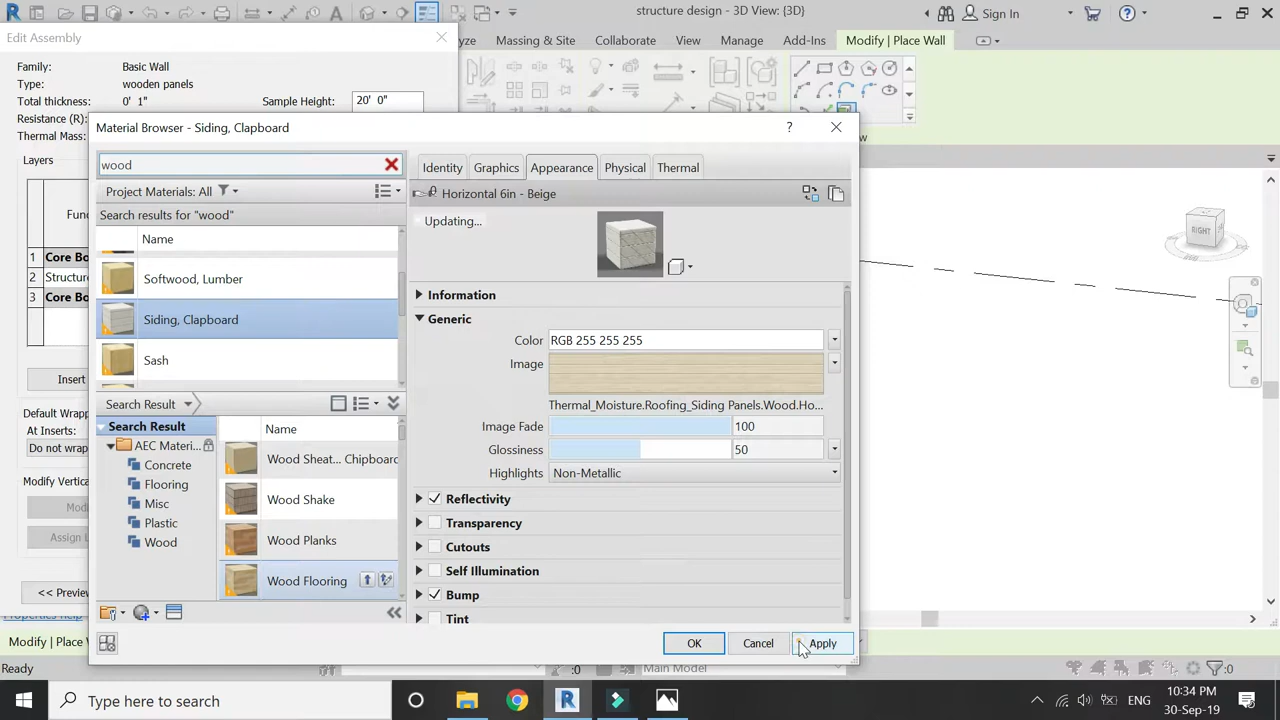 structure design - 3D View: {3D}
Sign In
Edit Assembly
Massing & Site
Collaborate
View
Manage
Add-Ins
Modify | Place Wall
Family:
Basic Wall
Type:
wooden panels
Total thickness:
0' 1"
Sample Height:
20' 0"
Resistance (R):
Thermal Mass:
Layers
1
Core Bo
2
Structure
3
Core Bo
Insert
Default Wrapp
At Inserts:
Do not wrap
Modify Vertica
<< Preview
Material Browser - Siding, Clapboard
wood
Project Materials: All
Search results for "wood"
Name
Softwood, Lumber
Siding, Clapboard
Sash
Search Result
Search Result
AEC Materi...
Concrete
Flooring
Misc
Plastic
Wood
Name
Wood Sheat... Chipboard
Wood Shake
Wood Planks
Wood Flooring
Identity
Graphics
Appearance
Physical
Thermal
Horizontal 6in - Beige
Updating...
Information
Generic
Color
RGB 255 255 255
Image
Thermal_Moisture.Roofing_Siding Panels.Wood.Ho...
Image Fade
100
Glossiness
50
Highlights
Non-Metallic
Reflectivity
Transparency
Cutouts
Self Illumination
Bump
Tint
OK
Cancel
Apply
RIGHT
Modify | Place W
Ready
:0
Main Model
:0
Type here to search
ENG
10:34 PM
30-Sep-19